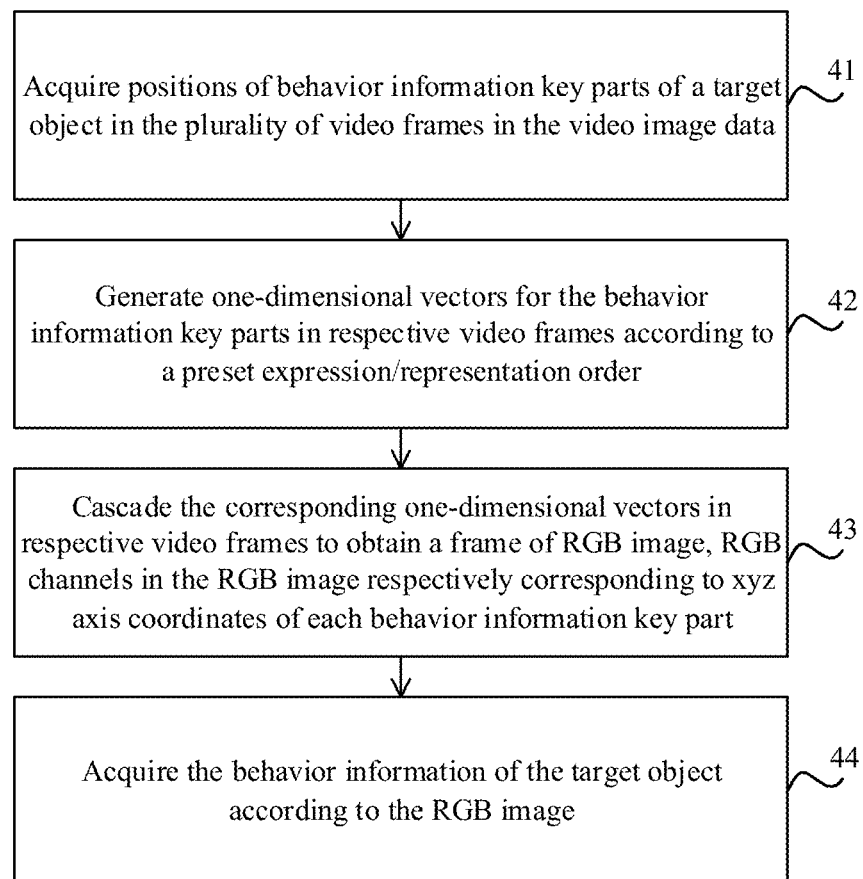 Acquire positions of behavior information key parts of a target
object in the plurality of video frames in the video image data
41
Generate one-dimensional vectors for the behavior
information key parts in respective video frames according to
a preset expression/representation order
42
Cascade the corresponding one-dimensional vectors in
respective video frames to obtain a frame of RGB image, RGB
channels in the RGB image respectively corresponding to xyz
axis coordinates of each behavior information key part
43
Acquire the behavior information of the target object
according to the RGB image
44